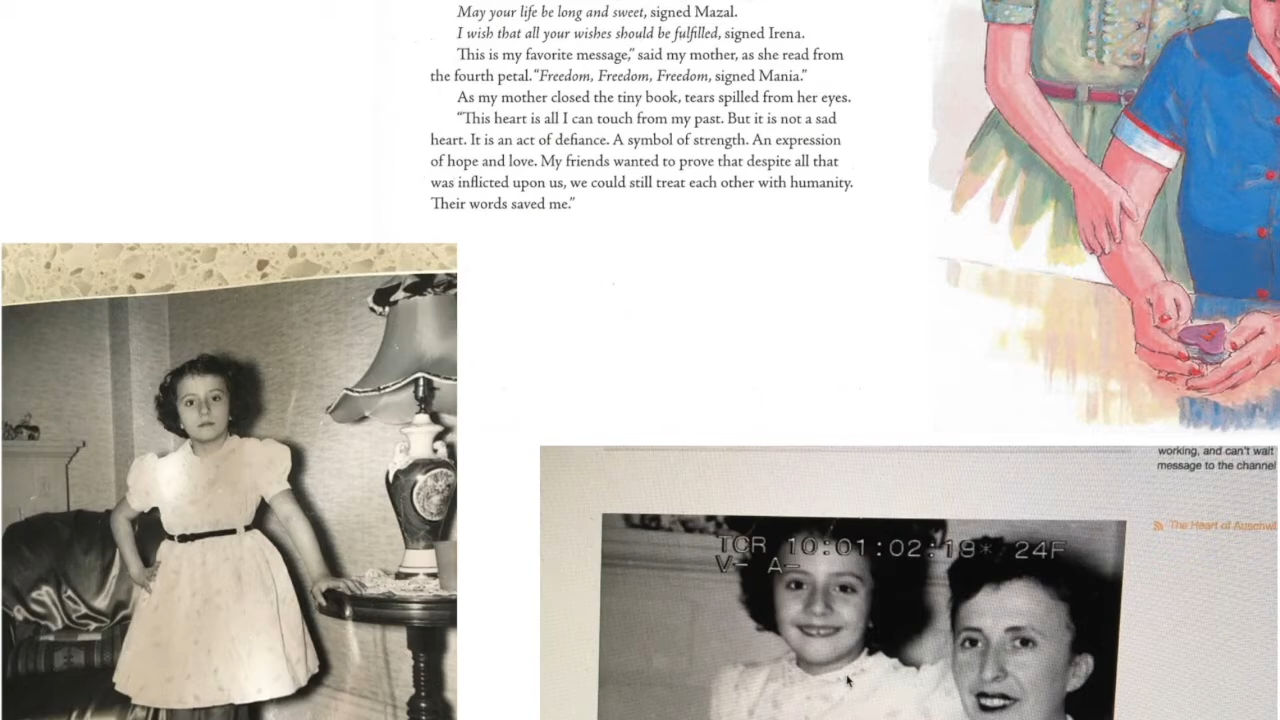 May your life be long and sweet, signed Mazal.
I wish that all your wishes should be fulfilled, signed Irena.
This is my favorite message,” said my mother, as she read from
the fourth petal. “Freedom, Freedom, Freedom, signed Mania.”
As my mother closed the tiny book, tears spilled from her eyes.
“This heart is all I can touch from my past. But it is not a sad
heart. It is an act of defiance. A symbol of strength. An expression
of hope and love. My friends wanted to prove that despite all that
was inflicted upon us, we could still treat each other with humanity.
Their words saved me.”
working, and can't wait
message to the channel
The Heart of Auschwi
TCR 10:01:02:19* 24F
V- A-